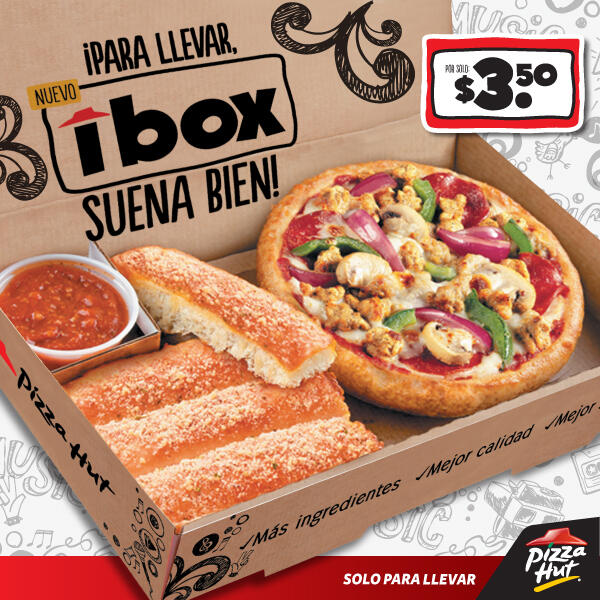 ¡PARA LLEVAR,
NUEVO
ibox
SUENA BIEN!
POR SOLO:
$3.50
Pizza Hut
✓Más ingredientes ✓Mejor calidad ✓Mejor
MUSIC
SOLO PARA LLEVAR
Pizza
Hut